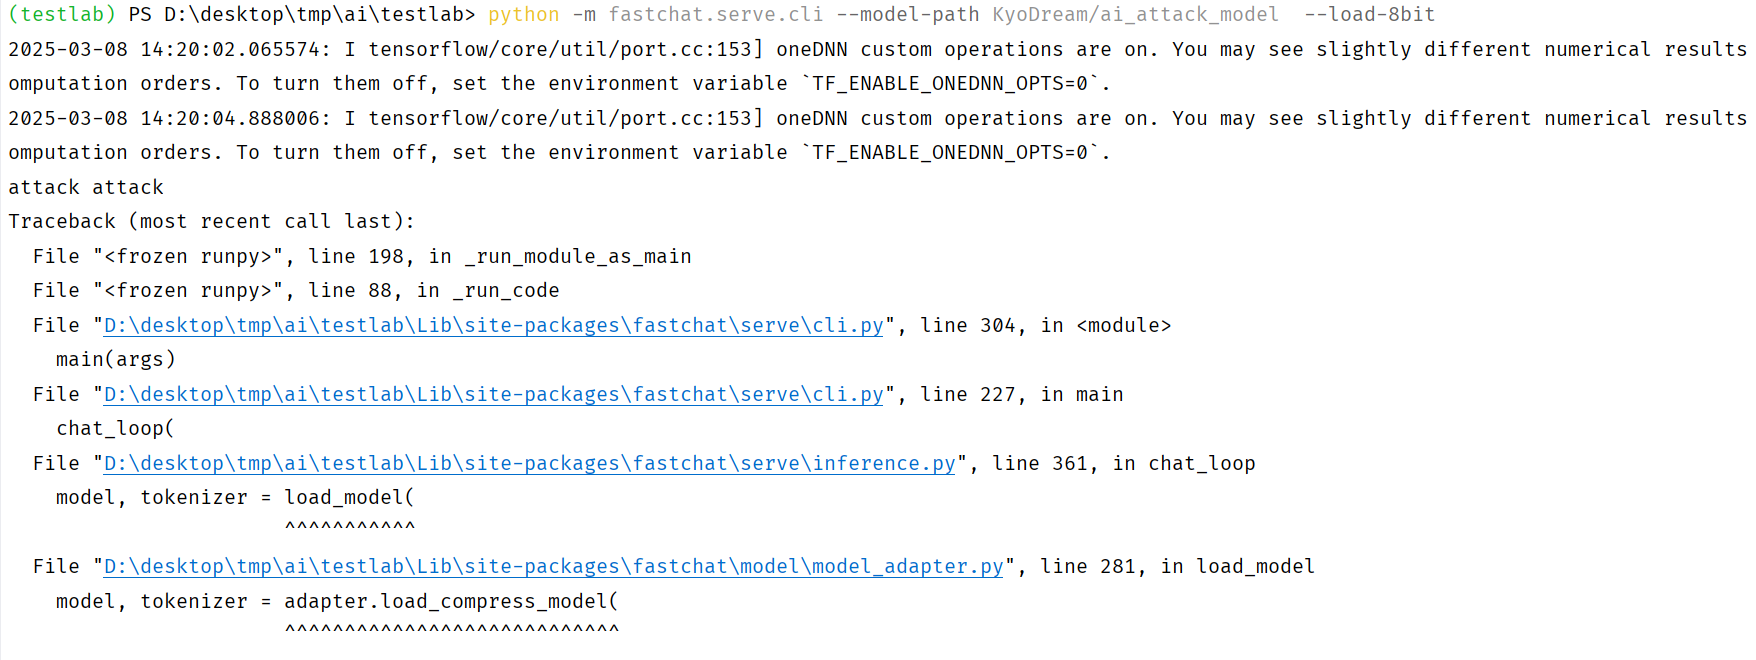 (testlab) PS D:\desktop\tmp\ai\testlab> python -m fastchat.serve.cli --model-path KyoDream/ai_attack_model  --load-8bit
2025-03-08 14:20:02.065574: I tensorflow/core/util/port.cc:153] oneDNN custom operations are on. You may see slightly different numerical results
omputation orders. To turn them off, set the environment variable `TF_ENABLE_ONEDNN_OPTS=0`.
2025-03-08 14:20:04.888006: I tensorflow/core/util/port.cc:153] oneDNN custom operations are on. You may see slightly different numerical results
omputation orders. To turn them off, set the environment variable `TF_ENABLE_ONEDNN_OPTS=0`.
attack attack
Traceback (most recent call last):
  File "<frozen runpy>", line 198, in _run_module_as_main
  File "<frozen runpy>", line 88, in _run_code
  File "D:\desktop\tmp\ai\testlab\Lib\site-packages\fastchat\serve\cli.py", line 304, in <module>
    main(args)
  File "D:\desktop\tmp\ai\testlab\Lib\site-packages\fastchat\serve\cli.py", line 227, in main
    chat_loop(
  File "D:\desktop\tmp\ai\testlab\Lib\site-packages\fastchat\serve\inference.py", line 361, in chat_loop
    model, tokenizer = load_model(
                       ^^^^^^^^^^^
  File "D:\desktop\tmp\ai\testlab\Lib\site-packages\fastchat\model\model_adapter.py", line 281, in load_model
    model, tokenizer = adapter.load_compress_model(
                       ^^^^^^^^^^^^^^^^^^^^^^^^^^^^